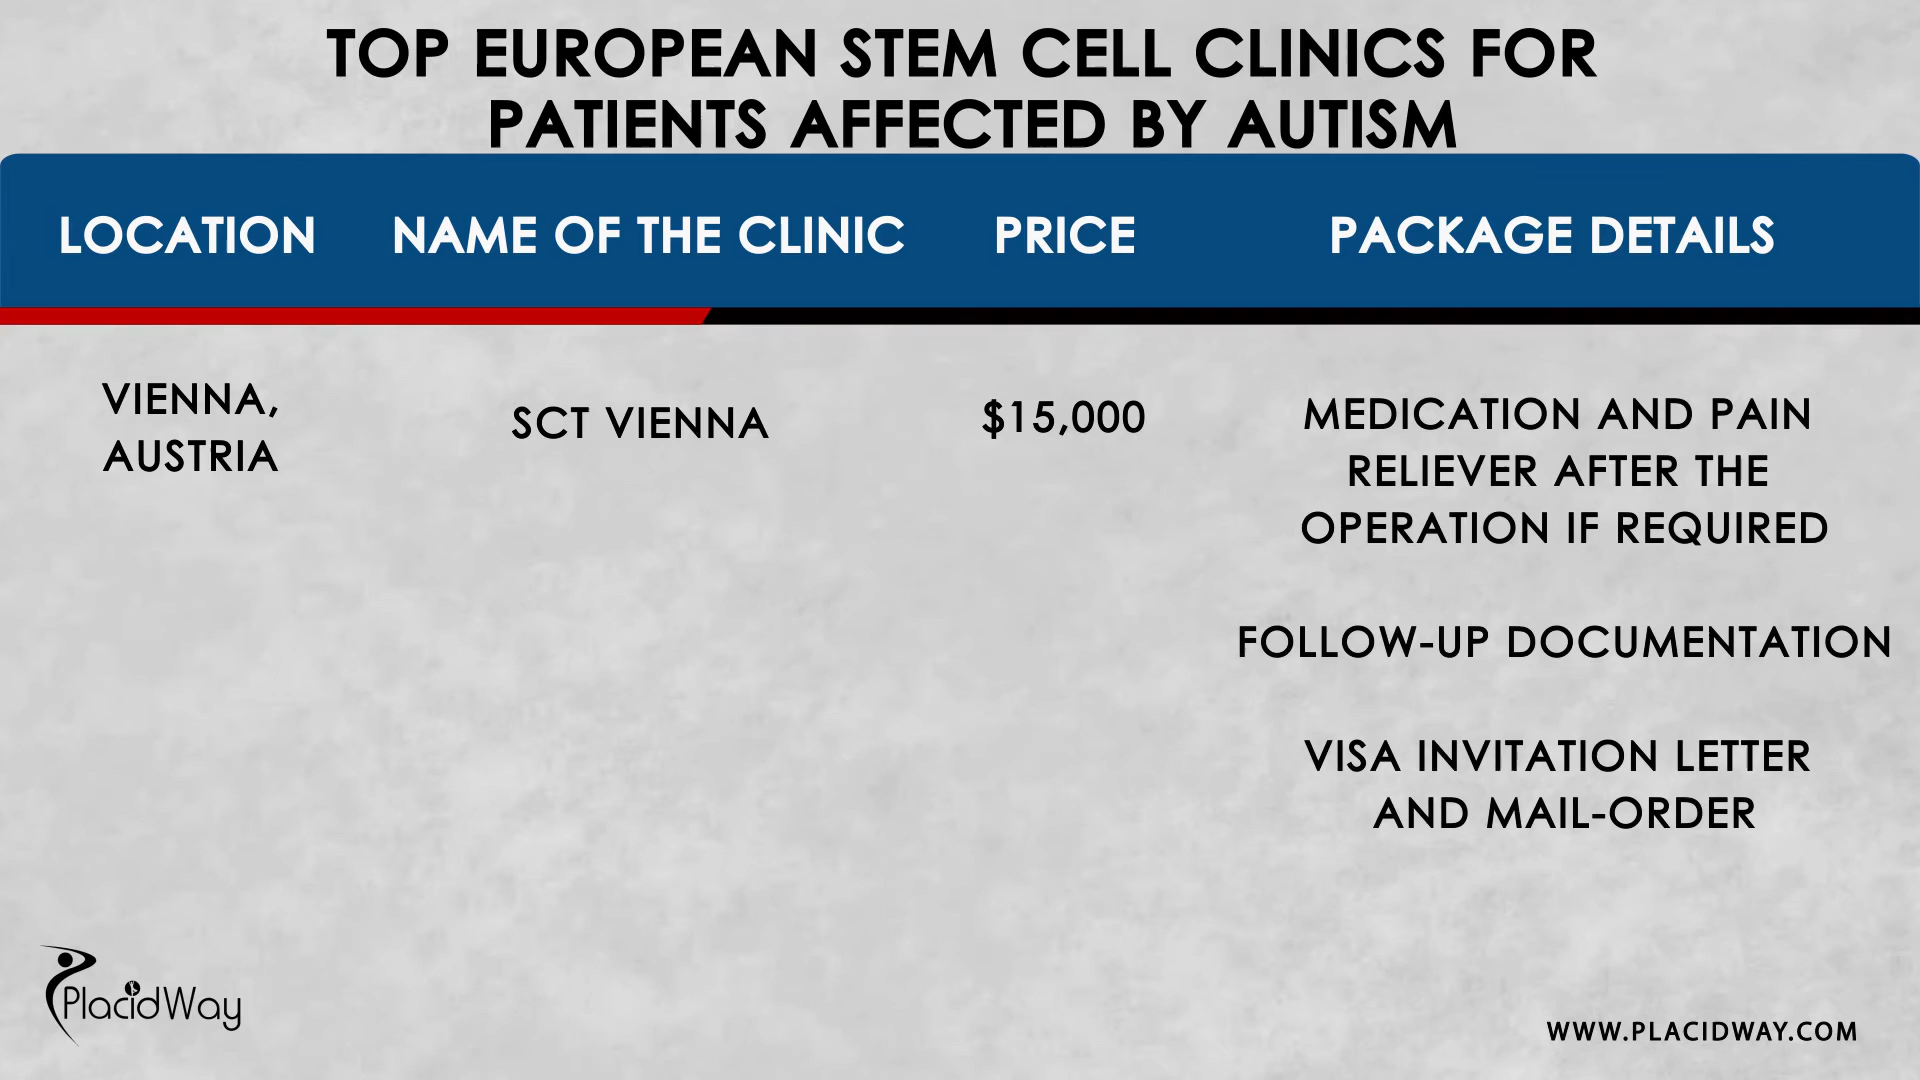 TOP EUROPEAN STEM CELL CLINICS FOR
PATIENTS AFFECTED BY AUTISM
LOCATION NAME OF THE CLINIC PRICE PACKAGE DETAILS
VIENNA,
AUSTRIA
SCT VIENNA
$15,000
MEDICATION AND PAIN
RELIEVER AFTER THE
OPERATION IF REQUIRED
FOLLOW-UP DOCUMENTATION
VISA INVITATION LETTER
AND MAIL-ORDER
PlacidWay
WWW.PLACIDWAY.COM